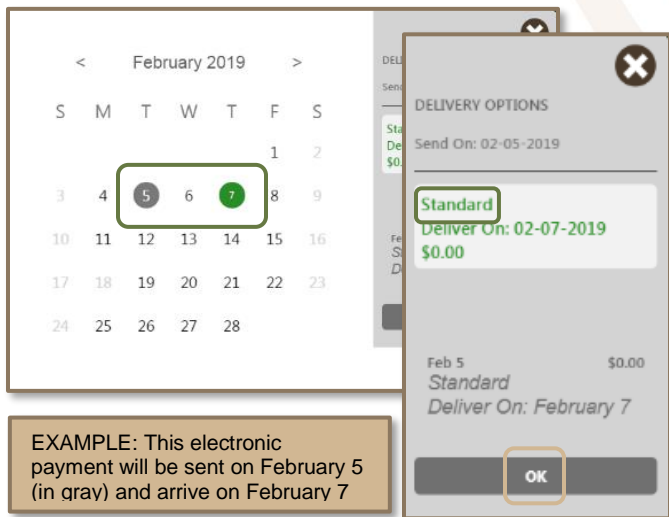 < February 2019 >
S M T W T F S
1 2
3 4 5 6 7 8 9
10 11 12 13 14 15 16
17 18 19 20 21 22 23
24 25 26 27 28
$0.
Fe
DELIVERY OPTIONS
Send On: 02-05-2019
Standard
Deliver On: 02-07-2019
$0.00
Feb 5 $0.00
Standard
Deliver On: February 7
OK
EXAMPLE: This electronic
payment will be sent on February 5
(in gray) and arrive on February 7